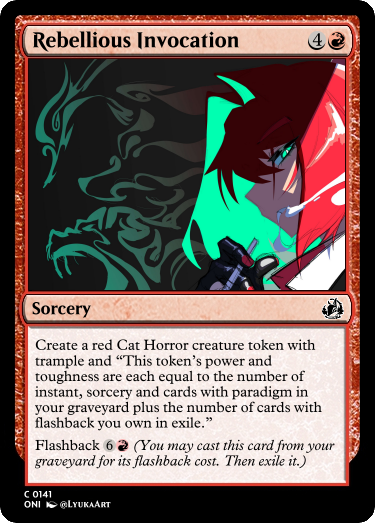 Rebellious Invocation 4
Sorcery
Create a red Cat Horror creature token with
trample and “This token’s power and
toughness are each equal to the number of
instant, sorcery and cards with paradigm in
your graveyard plus the number of cards with
flashback you own in exile.”
Flashback 6 (You may cast this card from your
graveyard for its flashback cost. Then exile it.)
C 0141
ONI @LyukaArt